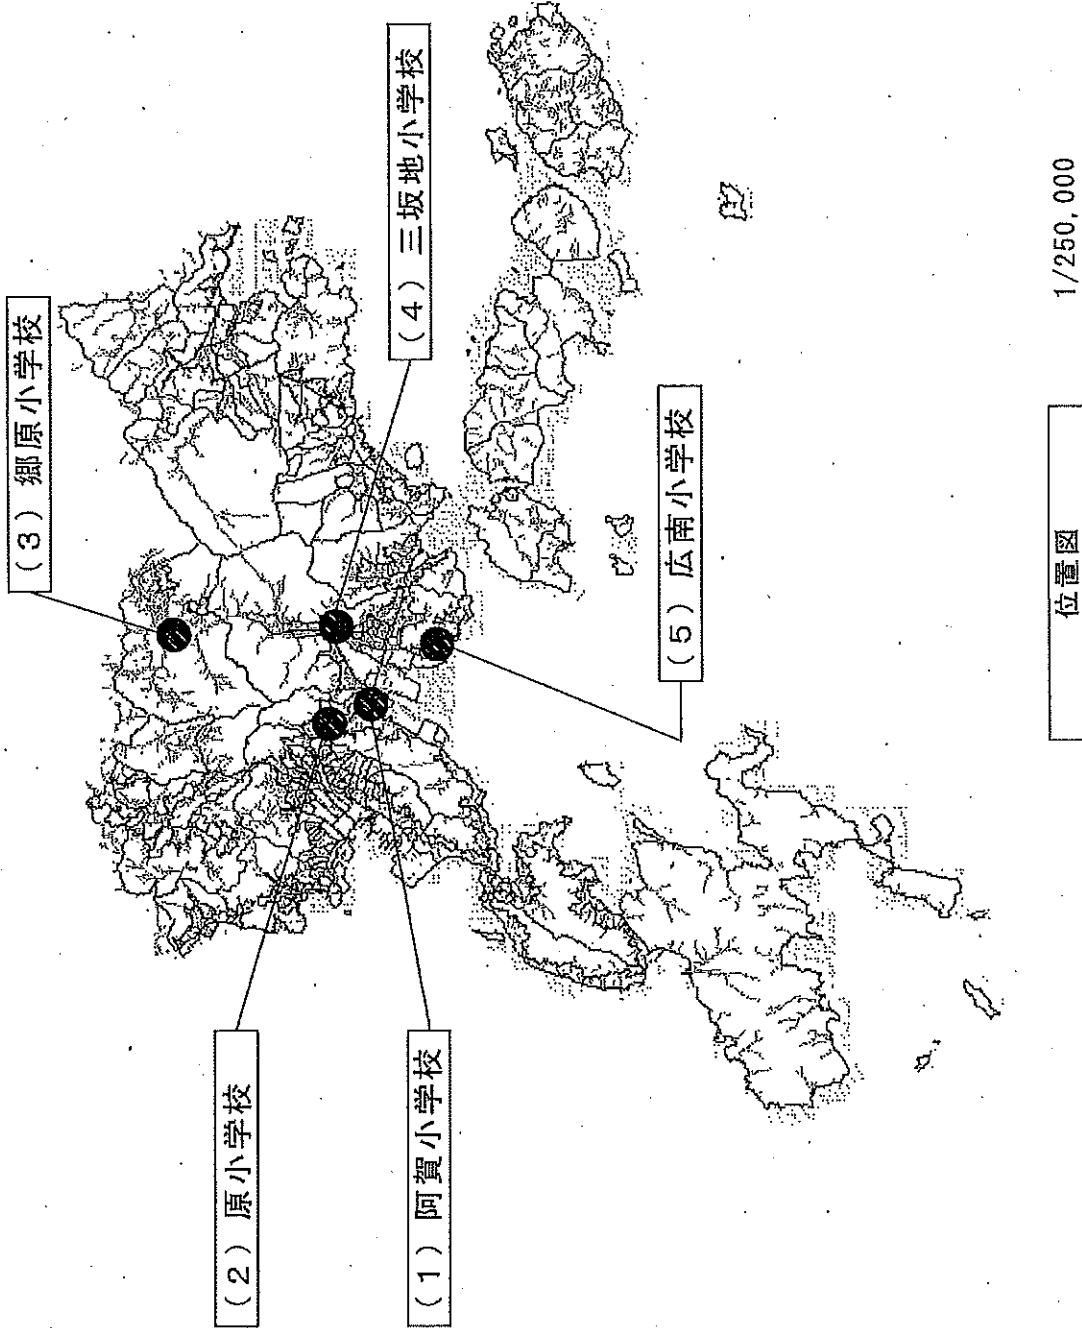 (3) 郷原小学校
(4) 三坂地小学校
(2) 原小学校
(1) 阿賀小学校
(5) 広南小学校
位置図
1/250,000